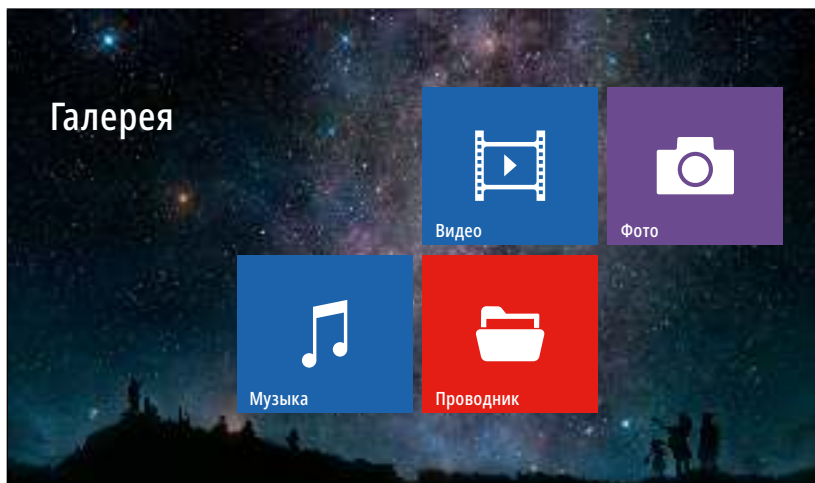 Галерея
Видео
Фото
Музыка
Проводник